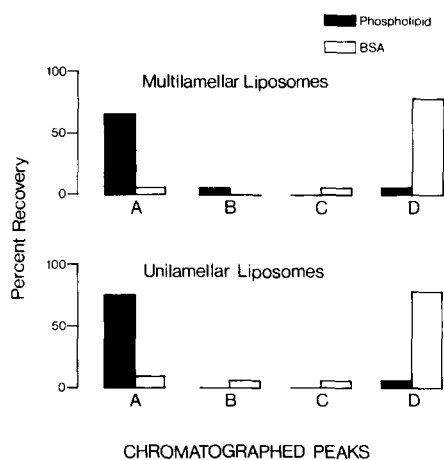 Phospholipid
BSA
Multilamellar Liposomes
100
50
0
A B C D
Percent Recovery
Unilamellar Liposomes
100
50
0
A B C D
CHROMATOGRAPHED PEAKS